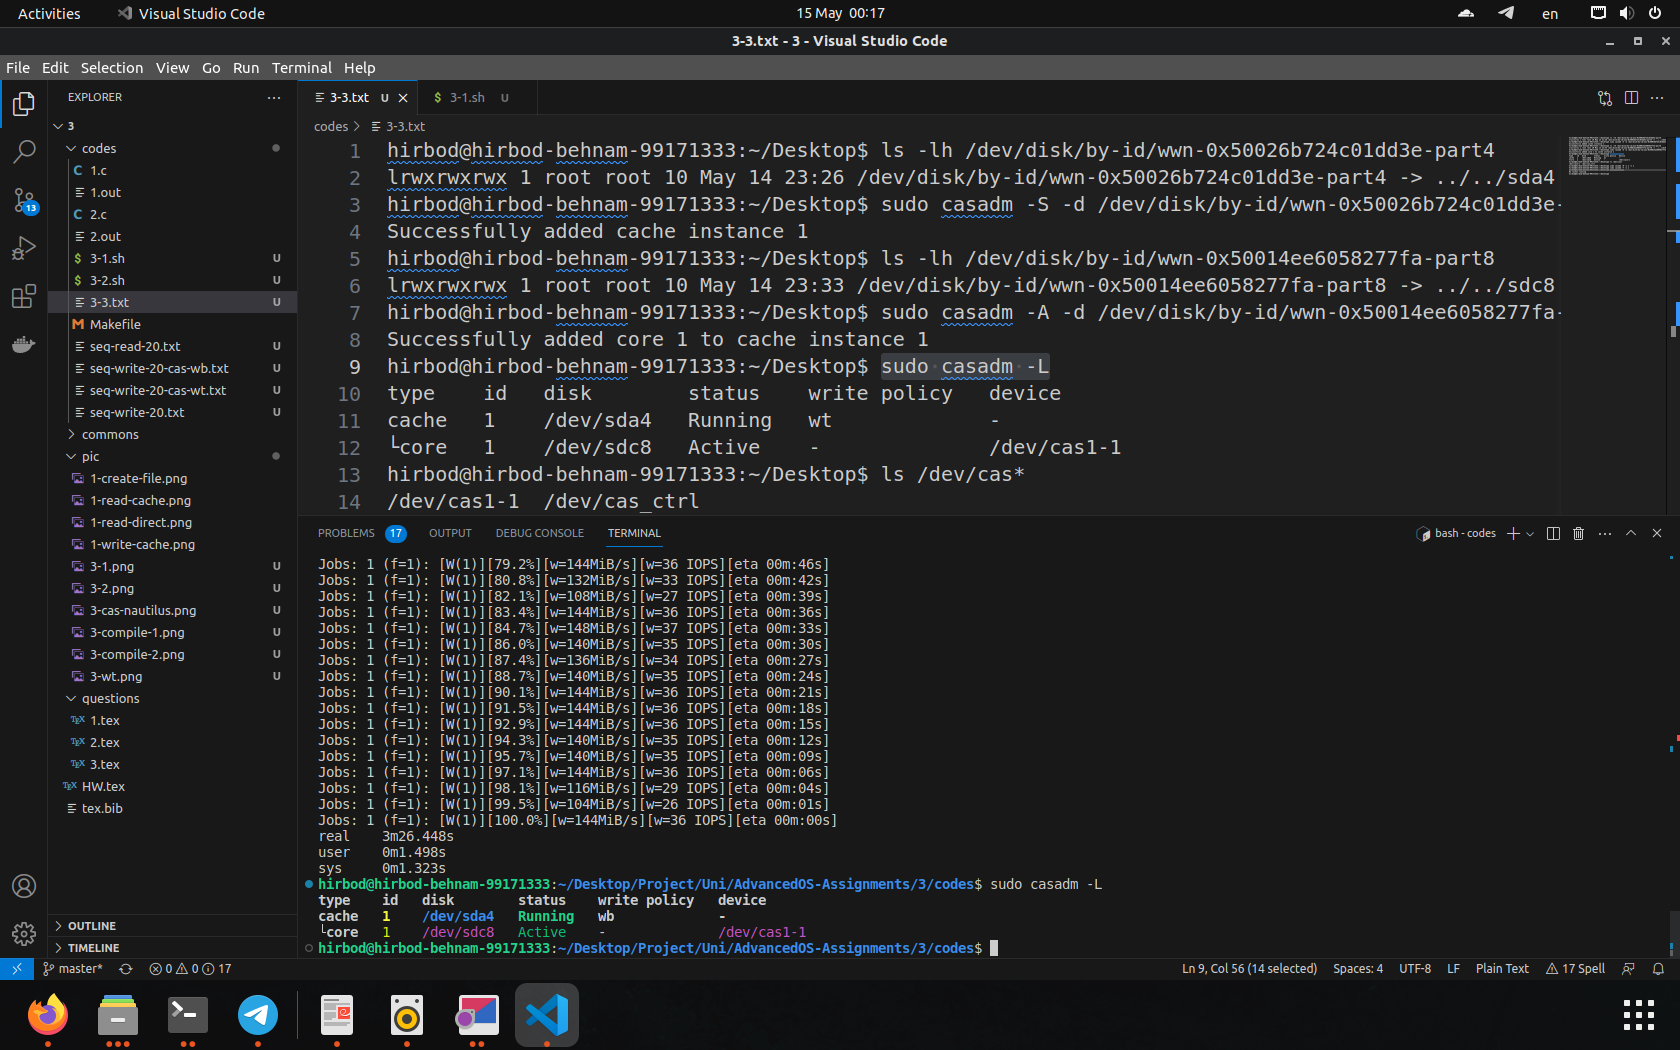 Activities
Visual Studio Code
15 May 00:17
en
3-3.txt - 3 - Visual Studio Code
File Edit Selection View Go Run Terminal Help
EXPLORER
3
codes
1.c
1.out
2.c
2.out
3-1.sh U
3-2.sh U
3-3.txt U
Makefile
seq-read-20.txt U
seq-write-20-cas-wb.txt U
seq-write-20-cas-wt.txt U
seq-write-20.txt U
commons
pic
1-create-file.png
1-read-cache.png
1-read-direct.png
1-write-cache.png
3-1.png U
3-2.png U
3-cas-nautilus.png U
3-compile-1.png U
3-compile-2.png U
3-wt.png U
questions
1.tex
2.tex
3.tex
HW.tex
tex.bib
OUTLINE
TIMELINE
13
3-3.txt U
3-1.sh U
codes > 3-3.txt
1 hirbod@hirbod-behnam-99171333:~/Desktop$ ls -lh /dev/disk/by-id/wwn-0x50026b724c01dd3e-part4
2 lrwxrwxrwx 1 root root 10 May 14 23:26 /dev/disk/by-id/wwn-0x50026b724c01dd3e-part4 -> ../../sda4
3 hirbod@hirbod-behnam-99171333:~/Desktop$ sudo casadm -S -d /dev/disk/by-id/wwn-0x50026b724c01dd3e-
4 Successfully added cache instance 1
5 hirbod@hirbod-behnam-99171333:~/Desktop$ ls -lh /dev/disk/by-id/wwn-0x50014ee6058277fa-part8
6 lrwxrwxrwx 1 root root 10 May 14 23:33 /dev/disk/by-id/wwn-0x50014ee6058277fa-part8 -> ../../sdc8
7 hirbod@hirbod-behnam-99171333:~/Desktop$ sudo casadm -A -d /dev/disk/by-id/wwn-0x50014ee6058277fa-
8 Successfully added core 1 to cache instance 1
9 hirbod@hirbod-behnam-99171333:~/Desktop$ sudo casadm -L
10 type id disk status write policy device
11 cache 1 /dev/sda4 Running wt -
12 └core 1 /dev/sdc8 Active - /dev/cas1-1
13 hirbod@hirbod-behnam-99171333:~/Desktop$ ls /dev/cas*
14 /dev/cas1-1 /dev/cas_ctrl
PROBLEMS 17 OUTPUT DEBUG CONSOLE TERMINAL
bash - codes
Jobs: 1 (f=1): [W(1)][79.2%][w=144MiB/s][w=36 IOPS][eta 00m:46s]
Jobs: 1 (f=1): [W(1)][80.8%][w=132MiB/s][w=33 IOPS][eta 00m:42s]
Jobs: 1 (f=1): [W(1)][82.1%][w=108MiB/s][w=27 IOPS][eta 00m:39s]
Jobs: 1 (f=1): [W(1)][83.4%][w=144MiB/s][w=36 IOPS][eta 00m:36s]
Jobs: 1 (f=1): [W(1)][84.7%][w=148MiB/s][w=37 IOPS][eta 00m:33s]
Jobs: 1 (f=1): [W(1)][86.0%][w=140MiB/s][w=35 IOPS][eta 00m:30s]
Jobs: 1 (f=1): [W(1)][87.4%][w=136MiB/s][w=34 IOPS][eta 00m:27s]
Jobs: 1 (f=1): [W(1)][88.7%][w=140MiB/s][w=35 IOPS][eta 00m:24s]
Jobs: 1 (f=1): [W(1)][90.1%][w=144MiB/s][w=36 IOPS][eta 00m:21s]
Jobs: 1 (f=1): [W(1)][91.5%][w=144MiB/s][w=36 IOPS][eta 00m:18s]
Jobs: 1 (f=1): [W(1)][92.9%][w=144MiB/s][w=36 IOPS][eta 00m:15s]
Jobs: 1 (f=1): [W(1)][94.3%][w=140MiB/s][w=35 IOPS][eta 00m:12s]
Jobs: 1 (f=1): [W(1)][95.7%][w=140MiB/s][w=35 IOPS][eta 00m:09s]
Jobs: 1 (f=1): [W(1)][97.1%][w=144MiB/s][w=36 IOPS][eta 00m:06s]
Jobs: 1 (f=1): [W(1)][98.1%][w=116MiB/s][w=29 IOPS][eta 00m:04s]
Jobs: 1 (f=1): [W(1)][99.5%][w=104MiB/s][w=26 IOPS][eta 00m:01s]
Jobs: 1 (f=1): [W(1)][100.0%][w=144MiB/s][w=36 IOPS][eta 00m:00s]
real 3m26.448s
user 0m1.498s
sys 0m1.323s
hirbod@hirbod-behnam-99171333:~/Desktop/Project/Uni/AdvancedOS-Assignments/3/codes$ sudo casadm -L
type id disk status write policy device
cache 1 /dev/sda4 Running wb -
└core 1 /dev/sdc8 Active - /dev/cas1-1
hirbod@hirbod-behnam-99171333:~/Desktop/Project/Uni/AdvancedOS-Assignments/3/codes$
master* 0 0 17
Ln 9, Col 56 (14 selected) Spaces: 4 UTF-8 LF Plain Text 17 Spell